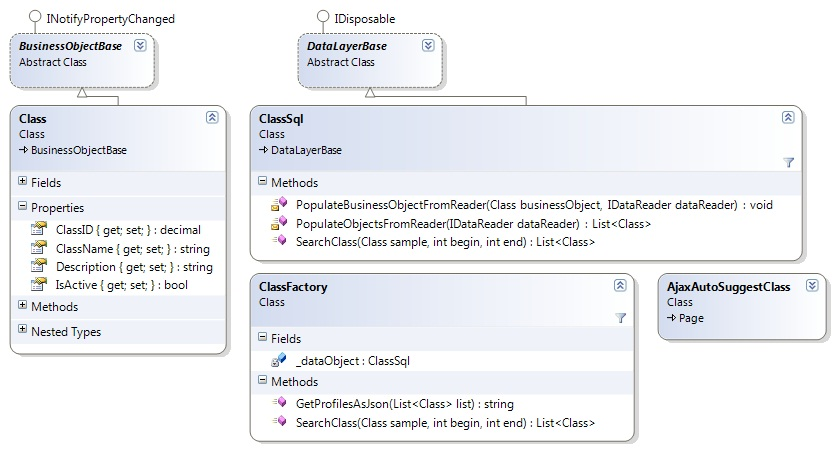 INotifyPropertyChanged
BusinessObjectBase
Abstract Class
Class
Class
BusinessObjectBase
Fields
Properties
ClassID { get; set; } : decimal
ClassName { get; set; } : string
Description { get; set; } : string
IsActive { get; set; } : bool
Methods
Nested Types
IDisposable
DataLayerBase
Abstract Class
ClassSql
Class
DataLayerBase
Methods
PopulateBusinessObjectFromReader(Class businessObject, IDataReader dataReader) : void
PopulateObjectsFromReader(IDataReader dataReader) : List<Class>
SearchClass(Class sample, int begin, int end) : List<Class>
ClassFactory
Class
Fields
_dataObject : ClassSql
Methods
GetProfilesAsJson(List<Class> list) : string
SearchClass(Class sample, int begin, int end) : List<Class>
AjaxAutoSuggestClass
Class
Page